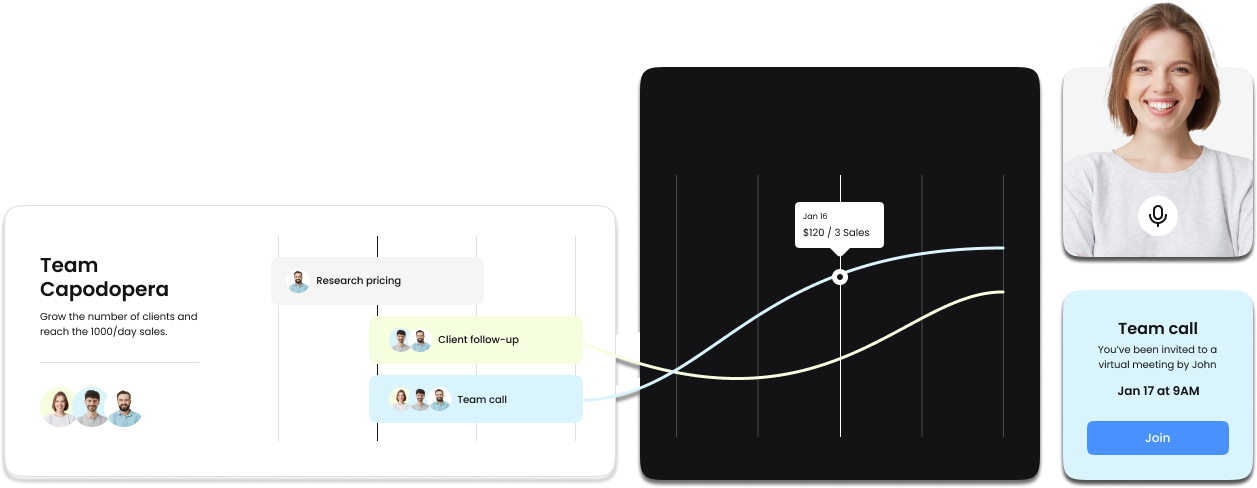 Team
Capodopera
Grow the number of clients and
reach the 1000/day sales.
Research pricing
Client follow-up
Team call
Jan 16
$120 / 3 Sales
Team call
You’ve been invited to a
virtual meeting by John
Jan 17 at 9AM
Join